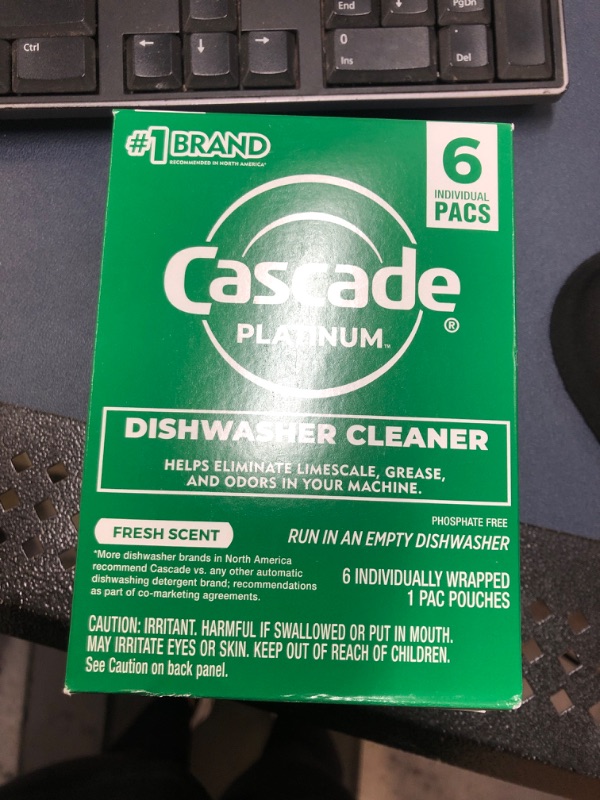 End
PgDn
Ctrl
←
↓
→
0
Ins
.
Del
#1 BRAND
RECOMMENDED IN NORTH AMERICA*
6
INDIVIDUAL
PACS
Cascade®
PLATINUM™
DISHWASHER CLEANER
HELPS ELIMINATE LIMESCALE, GREASE,
AND ODORS IN YOUR MACHINE.
PHOSPHATE FREE
FRESH SCENT
RUN IN AN EMPTY DISHWASHER
*More dishwasher brands in North America
recommend Cascade vs. any other automatic
dishwashing detergent brand; recommendations
as part of co-marketing agreements.
6 INDIVIDUALLY WRAPPED
1 PAC POUCHES
CAUTION: IRRITANT. HARMFUL IF SWALLOWED OR PUT IN MOUTH.
MAY IRRITATE EYES OR SKIN. KEEP OUT OF REACH OF CHILDREN.
See Caution on back panel.